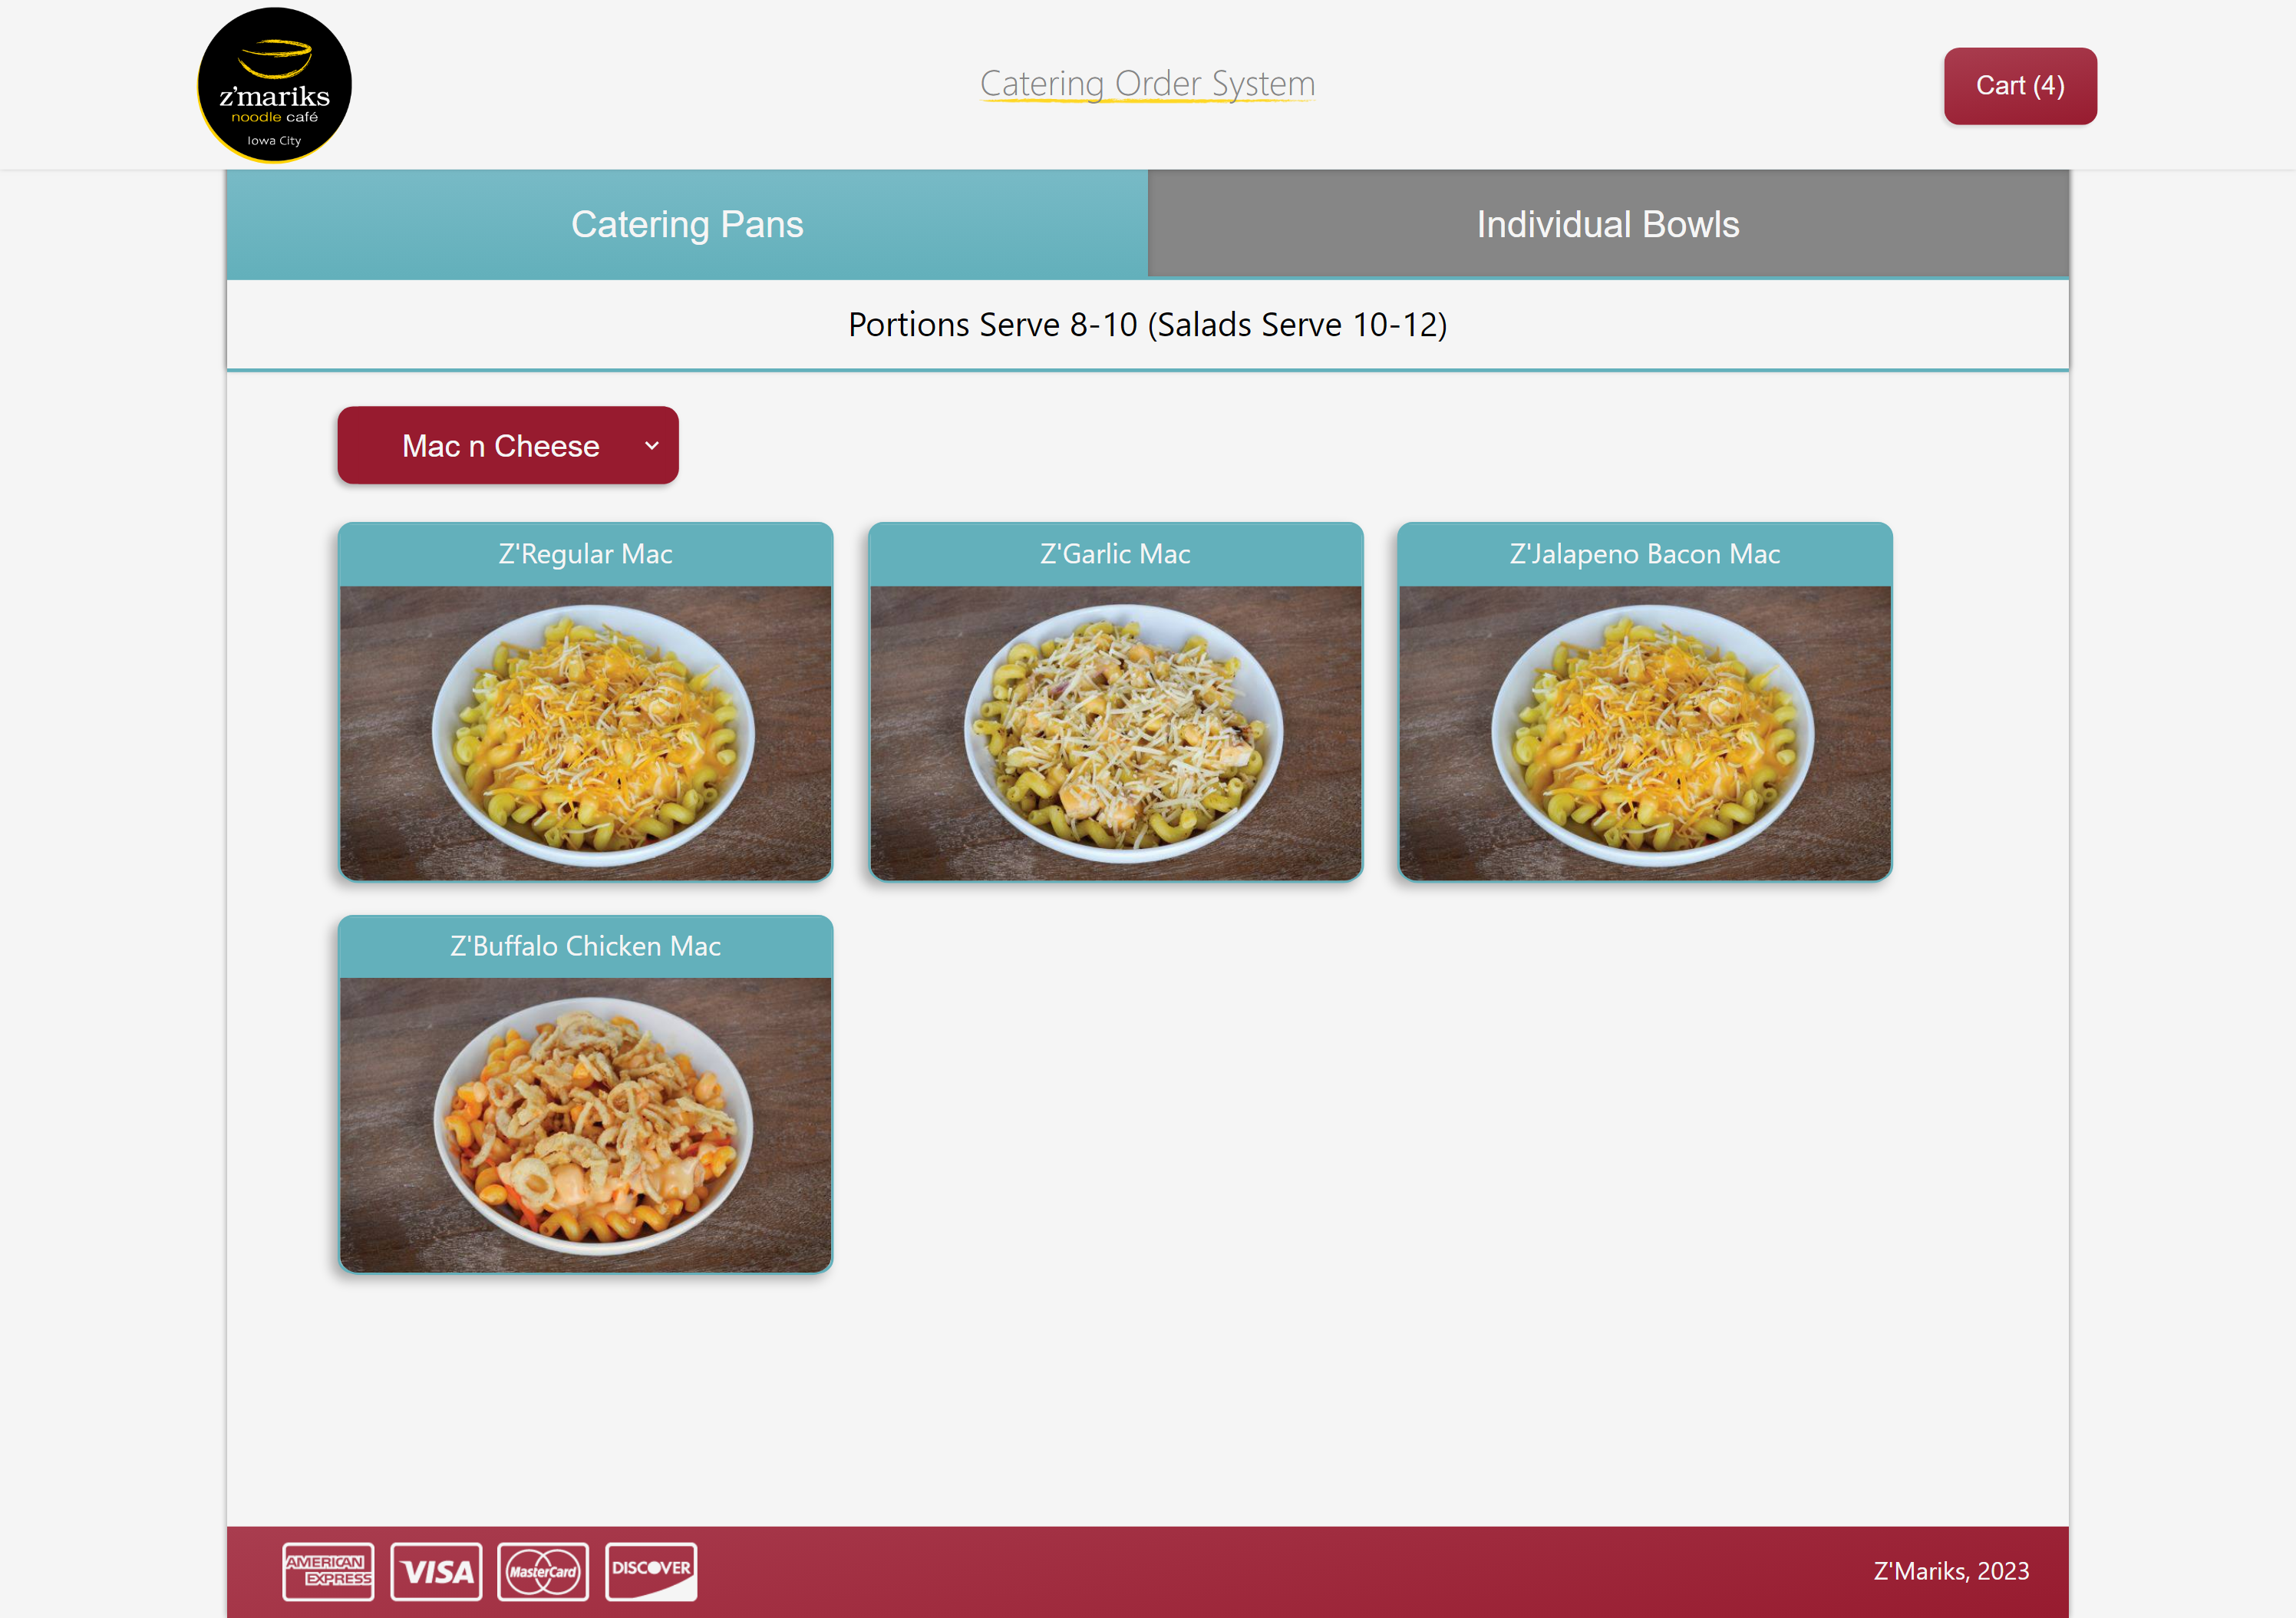 z'mariks
noodle café
Iowa City
Catering Order System
Cart (4)
Catering Pans
Individual Bowls
Portions Serve 8-10 (Salads Serve 10-12)
Mac n Cheese
Z'Regular Mac
Z'Garlic Mac
Z'Jalapeno Bacon Mac
Z'Buffalo Chicken Mac
AMERICAN
EXPRESS
VISA
MasterCard
DISCOVER
Z'Mariks, 2023